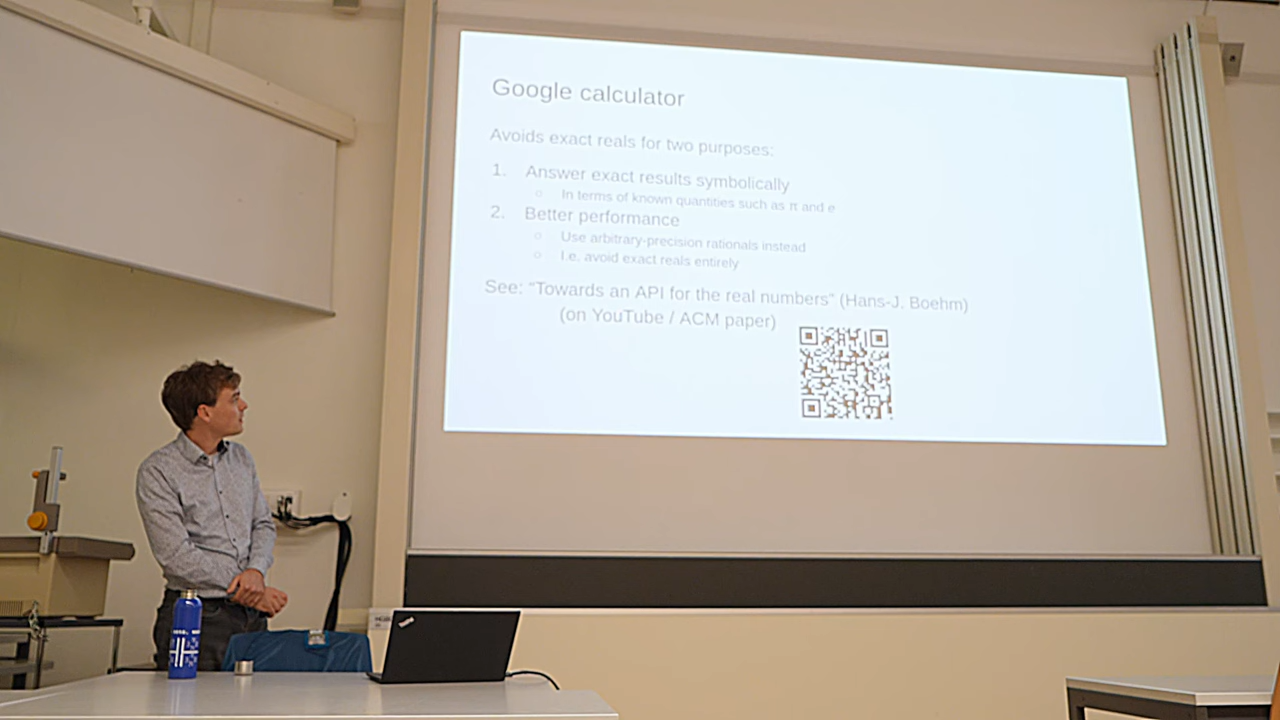 Google calculator
Avoids exact reals for two purposes:
1. Answer exact results symbolically
○ In terms of known quantities such as π and e
2. Better performance
○ Use arbitrary-precision rationals instead
○ I.e. avoid exact reals entirely
See: "Towards an API for the real numbers" (Hans-J. Boehm)
(on YouTube / ACM paper)